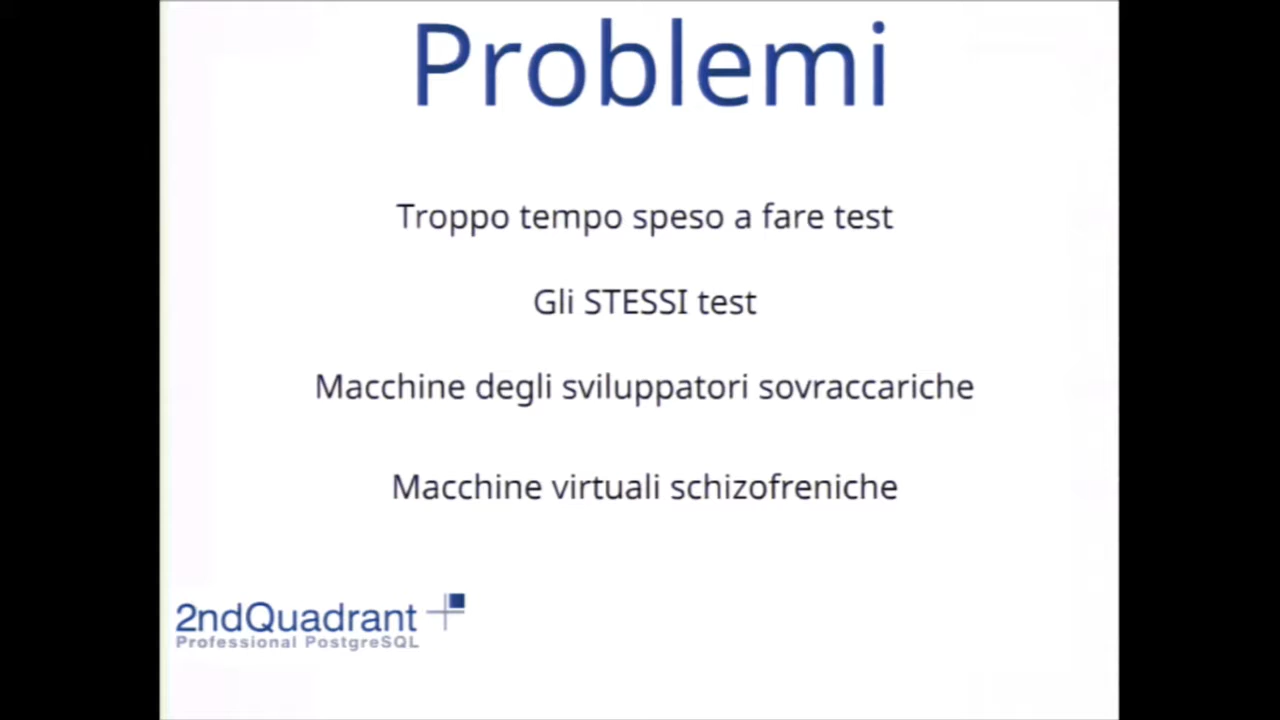 Problemi
Troppo tempo speso a fare test
Gli STESSI test
Macchine degli sviluppatori sovraccariche
Macchine virtuali schizofreniche
2ndQuadrant
Professional PostgreSQL